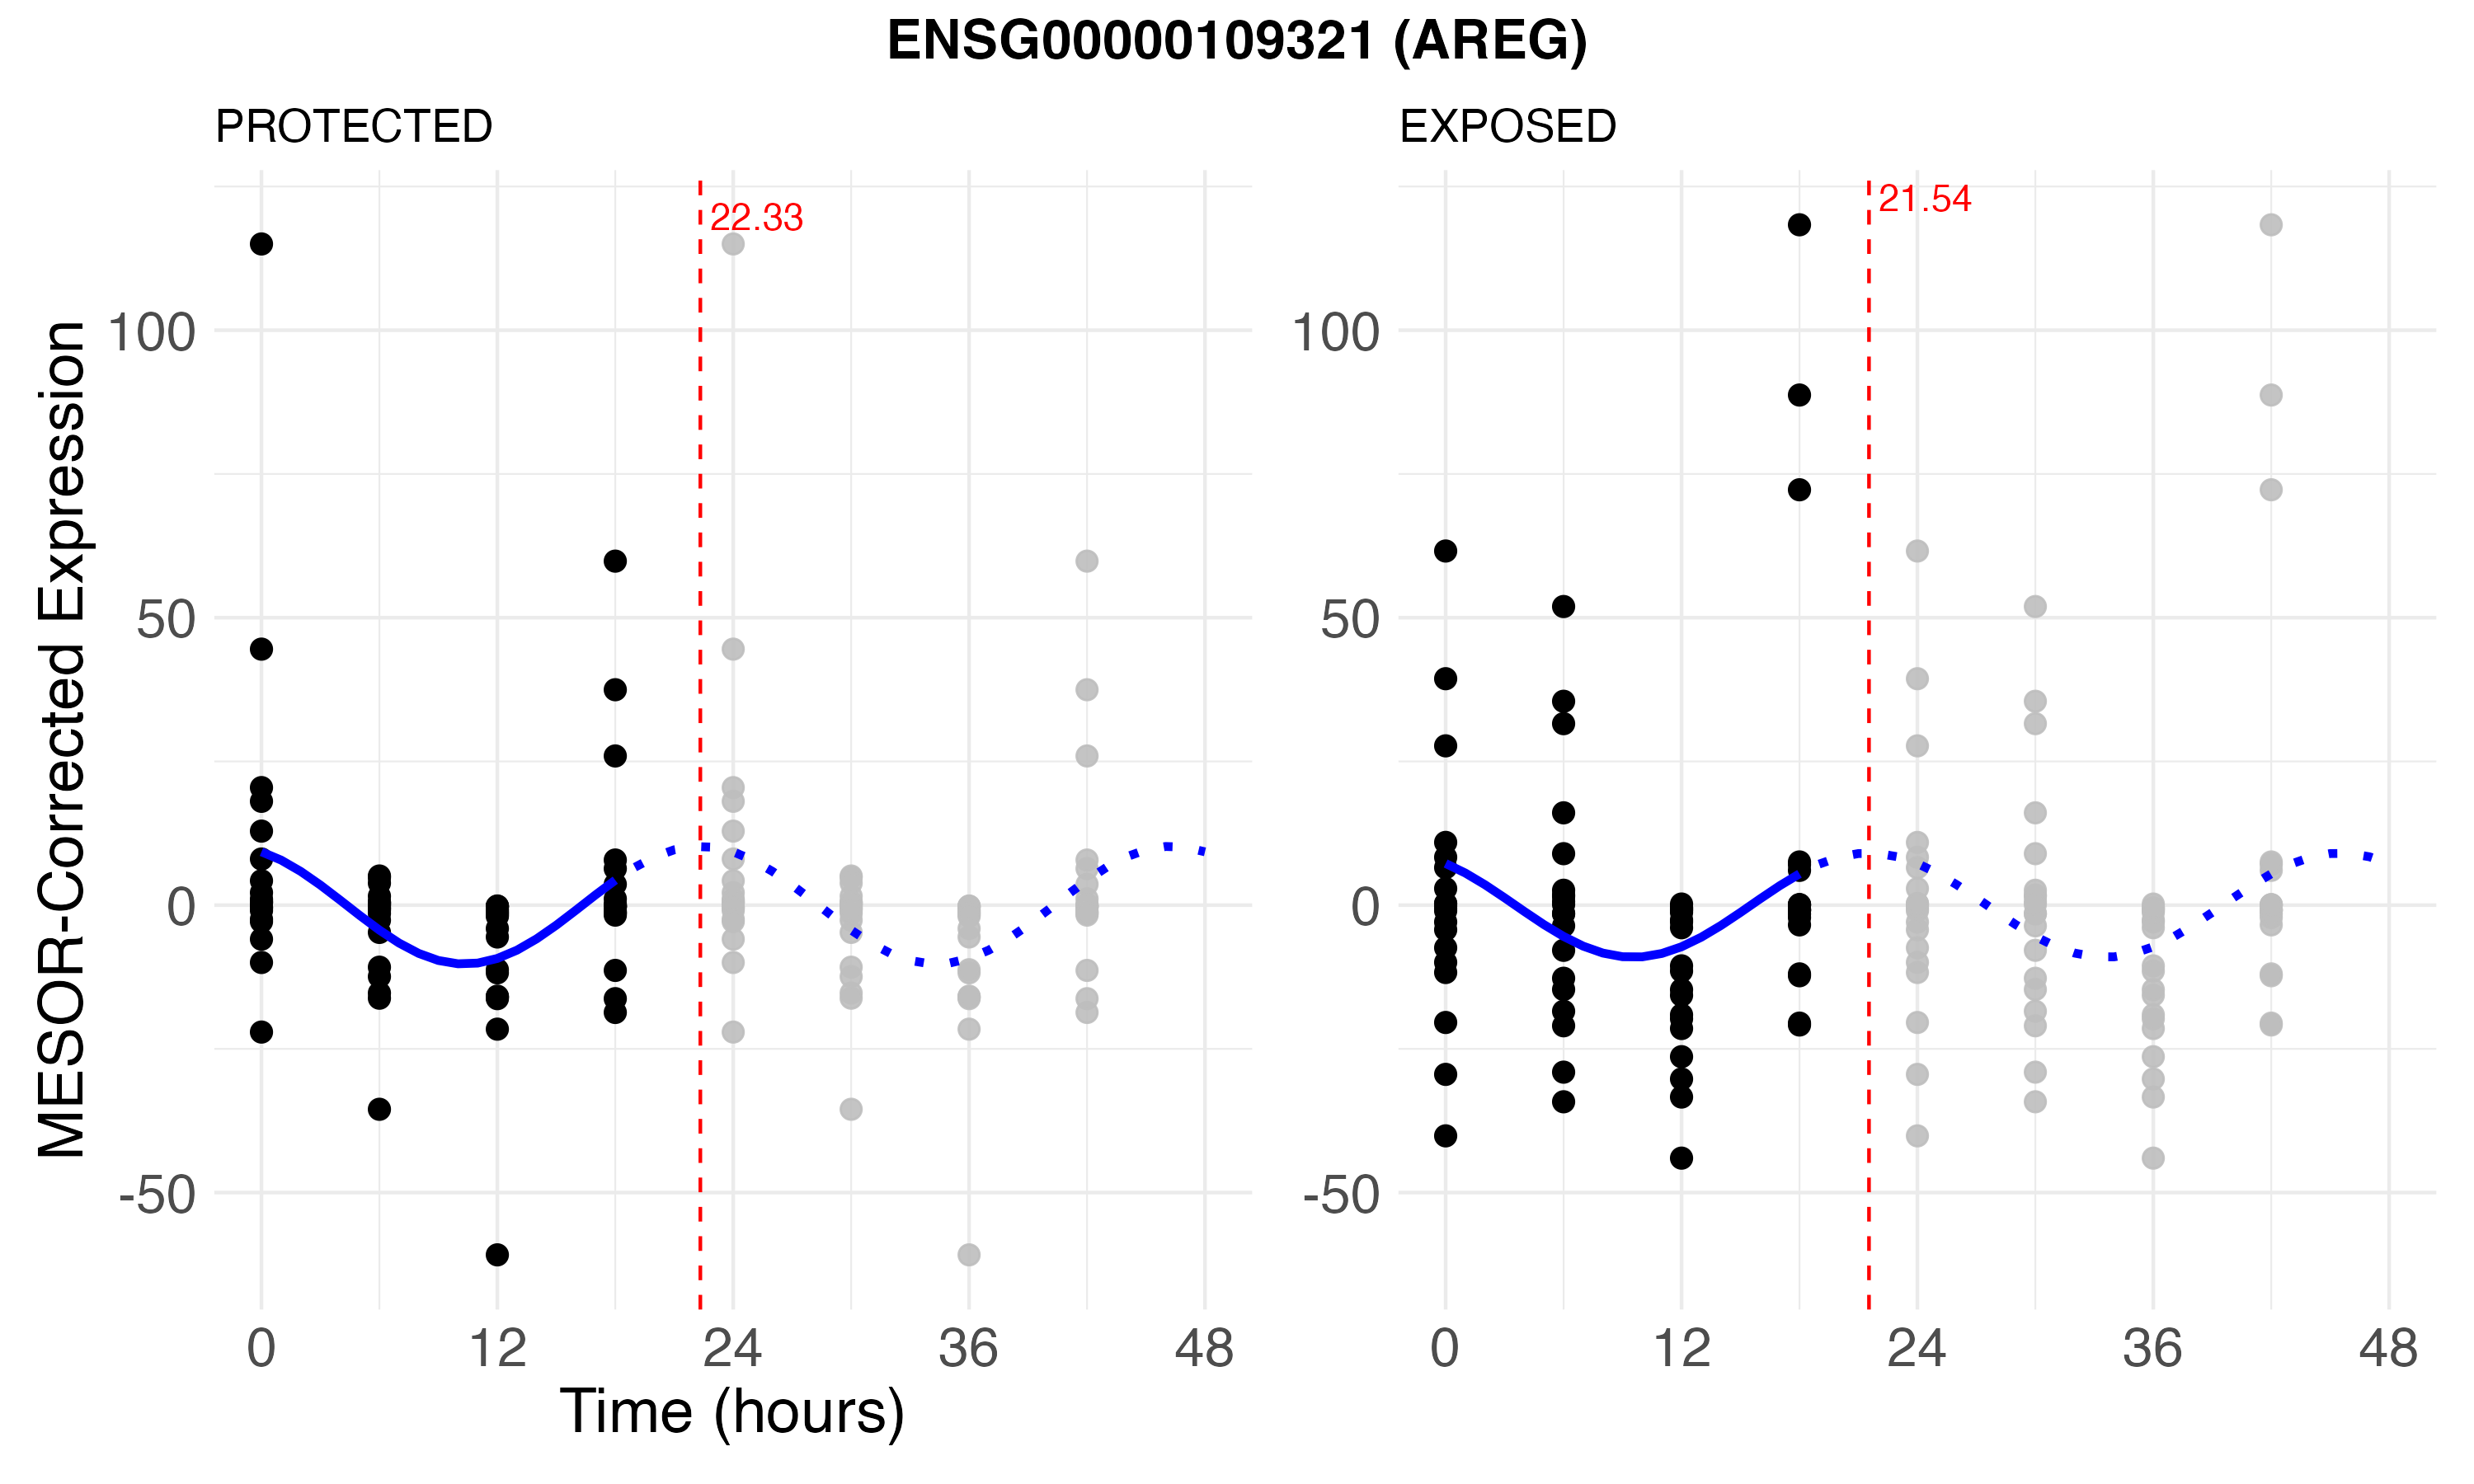 ENSG00000109321 (AREG)
PROTECTED
EXPOSED
MESOR-Corrected Expression
100
50
0
-50
22.33
0 12 24 36 48
Time (hours)
100
50
0
-50
21.54
0 12 24 36 48